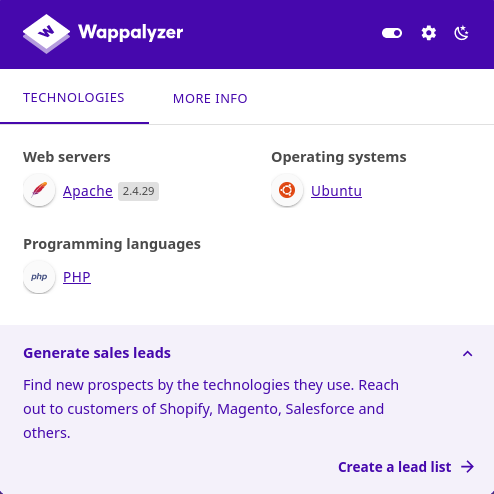 Wappalyzer
TECHNOLOGIES
MORE INFO
Web servers
Apache 2.4.29
Operating systems
Ubuntu
Programming languages
php PHP
Generate sales leads
Find new prospects by the technologies they use. Reach
out to customers of Shopify, Magento, Salesforce and
others.
Create a lead list